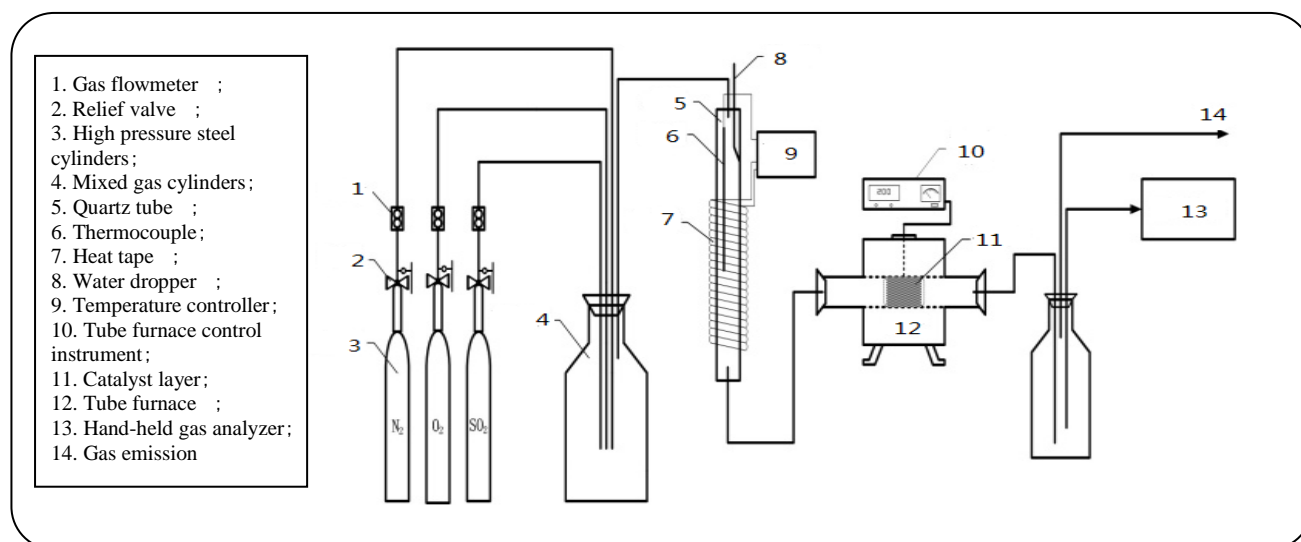 1. Gas flowmeter ;
2. Relief valve ;
3. High pressure steel
cylinders;
4. Mixed gas cylinders;
5. Quartz tube ;
6. Thermocouple;
7. Heat tape ;
8. Water dropper ;
9. Temperature controller;
10. Tube furnace control
instrument;
11. Catalyst layer;
12. Tube furnace ;
13. Hand-held gas analyzer;
14. Gas emission
1
2
3
N2
O2
SO2
4
5
6
7
8
9
10
200
11
12
13
14